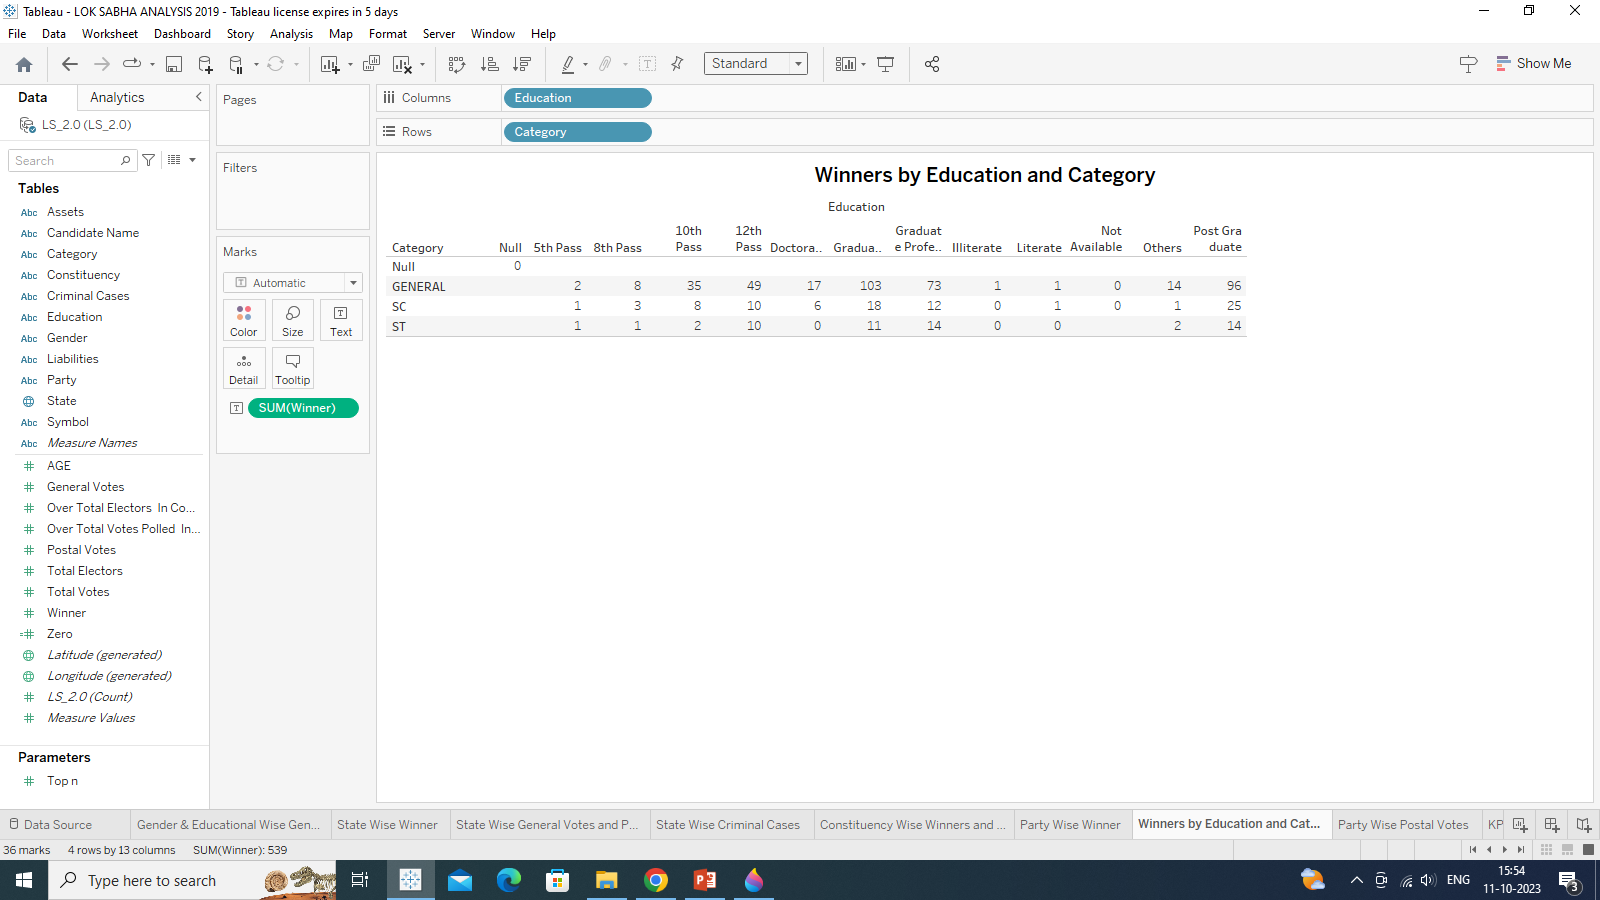 Tableau - LOK SABHA ANALYSIS 2019 - Tableau license expires in 5 days
File Data Worksheet Dashboard Story Analysis Map Format Server Window Help
Standard
Show Me
Data Analytics
LS_2.0 (LS_2.0)
Search
Tables
Abc Assets
Abc Candidate Name
Abc Category
Abc Constituency
Abc Criminal Cases
Abc Education
Abc Gender
Abc Liabilities
Abc Party
State
Abc Symbol
Abc Measure Names
# AGE
# General Votes
# Over Total Electors In Co...
# Over Total Votes Polled In...
# Postal Votes
# Total Electors
# Total Votes
# Winner
=# Zero
Latitude (generated)
Longitude (generated)
# LS_2.0 (Count)
# Measure Values
Parameters
# Top n
Pages
Filters
Marks
T Automatic
Color Size Text
Detail Tooltip
T SUM(Winner)
Columns Education
Rows Category
Winners by Education and Category
Education
Category Null 5th Pass 8th Pass 10th Pass 12th Pass Doctora.. Gradua.. Graduat e Profe.. Illiterate Literate Not Available Others Post Gra duate
Null 0
GENERAL 2 8 35 49 17 103 73 1 1 0 14 96
SC 1 3 8 10 6 18 12 0 1 0 1 25
ST 1 1 2 10 0 11 14 0 0 2 14
Data Source Gender & Educational Wise Gen... State Wise Winner State Wise General Votes and P... State Wise Criminal Cases Constituency Wise Winners and ... Party Wise Winner Winners by Education and Cat... Party Wise Postal Votes KP
36 marks 4 rows by 13 columns SUM(Winner): 539
Type here to search
ENG
15:54
11-10-2023
3